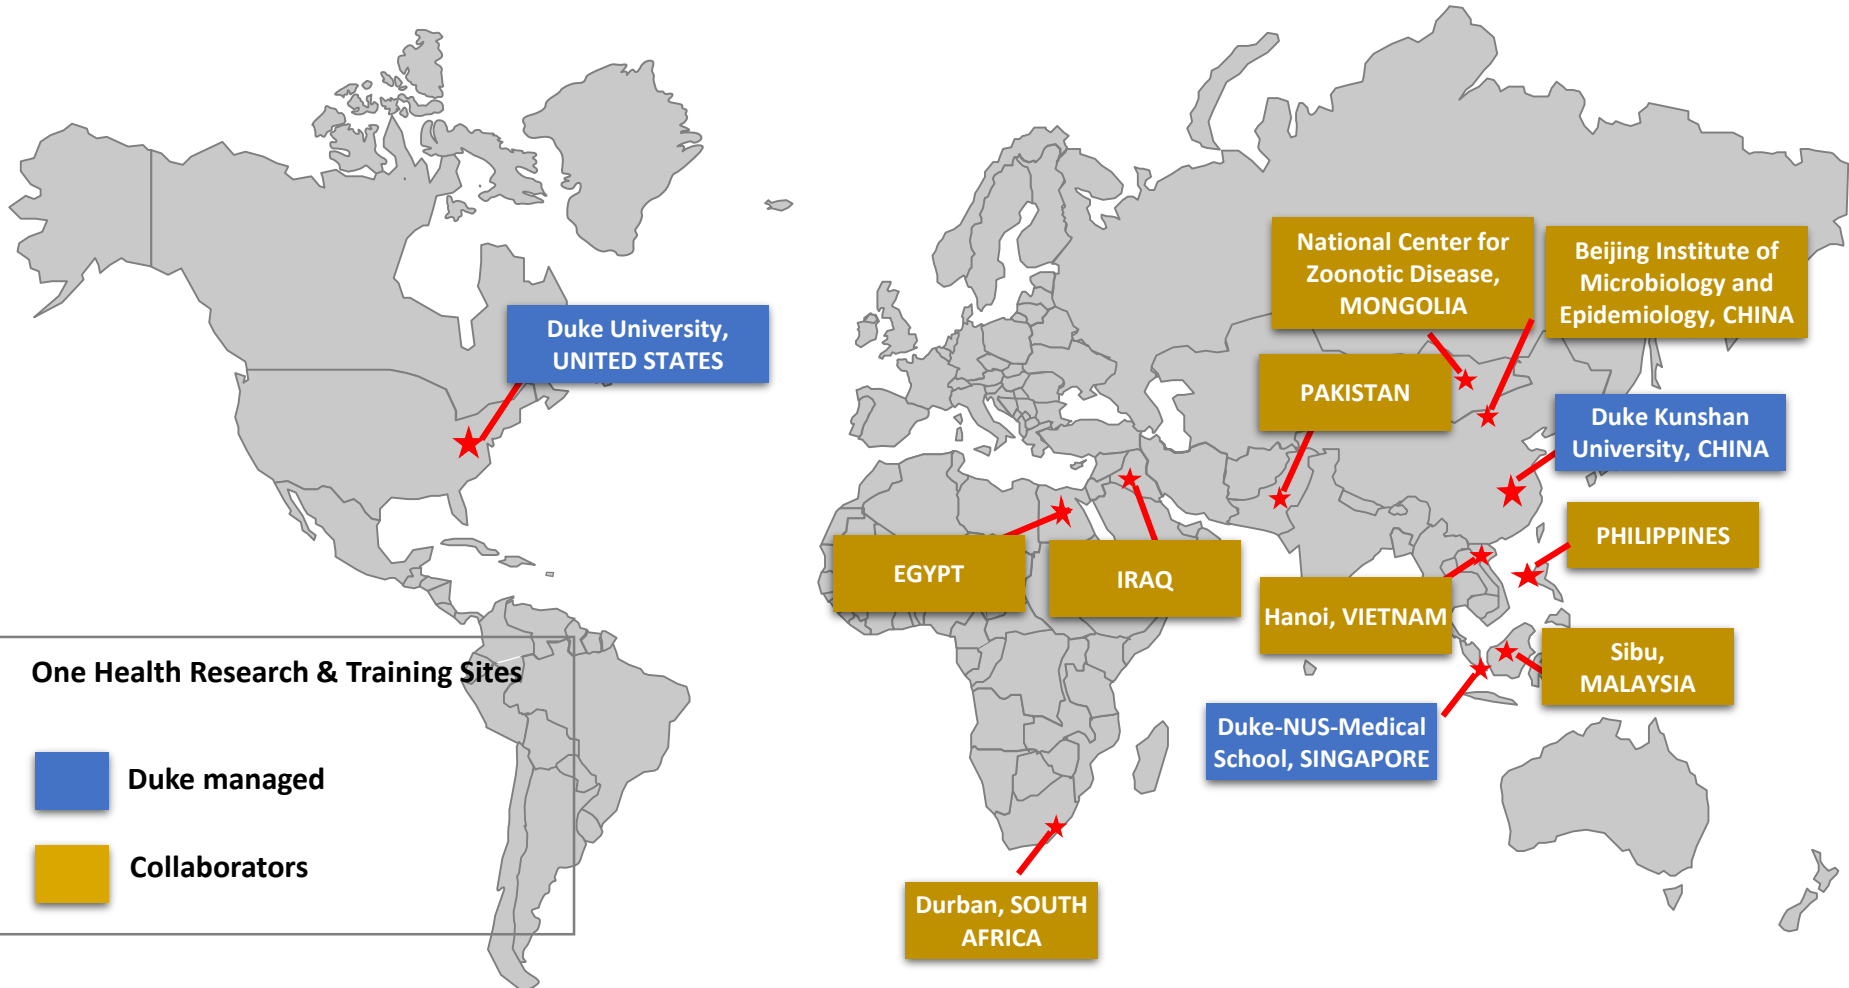 National Center for
Zoonotic Disease,
MONGOLIA
Beijing Institute of
Microbiology and
Epidemiology, CHINA
Duke University,
UNITED STATES
PAKISTAN
Duke Kunshan
University, CHINA
PHILIPPINES
EGYPT
IRAQ
Hanoi, VIETNAM
Sibu,
MALAYSIA
Duke-NUS-Medical
School, SINGAPORE
Durban, SOUTH
AFRICA
One Health Research & Training Sites
Duke managed
Collaborators